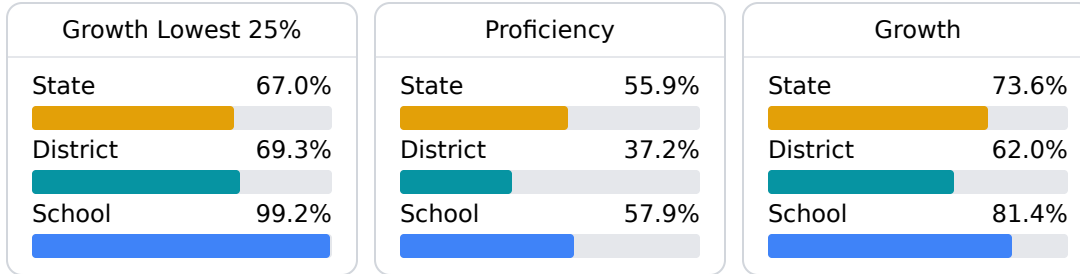 Growth Lowest 25%
State 67.0%
District 69.3%
School 99.2%
Proficiency
State 55.9%
District 37.2%
School 57.9%
Growth
State 73.6%
District 62.0%
School 81.4%